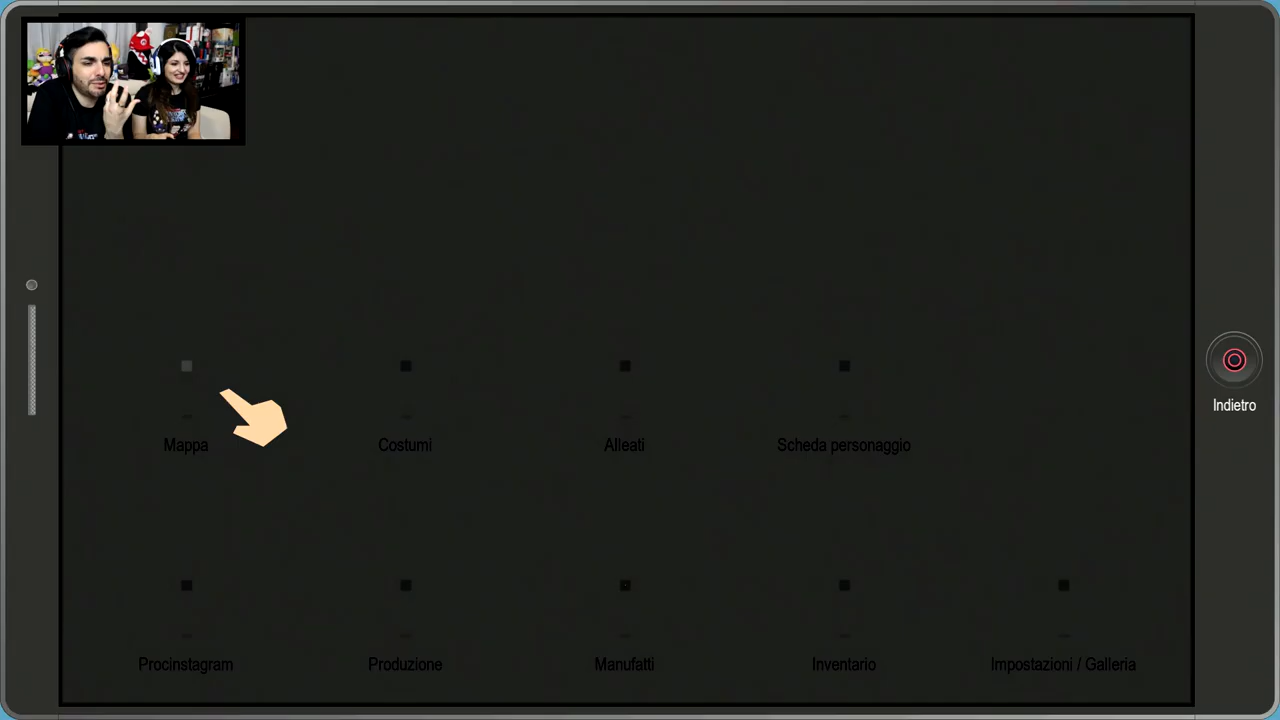 Indietro
Mappa
Costumi
Alleati
Scheda personaggio
Procinstagram
Produzione
Manufatti
Inventario
Impostazioni / Galleria